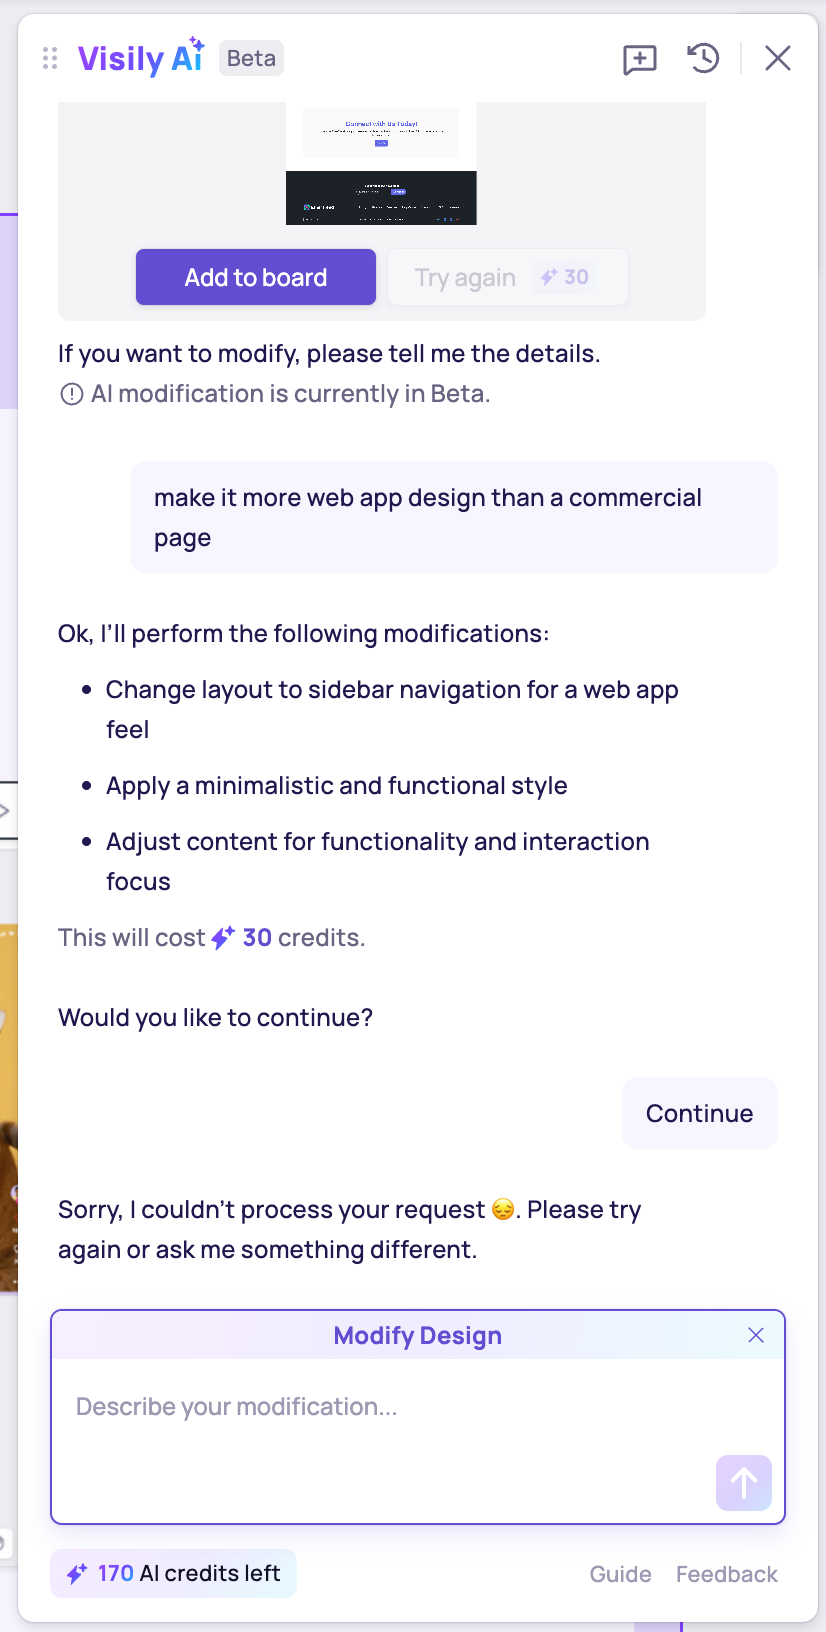 Visily Ai Beta
Connect with Us Today!
Add to board
Try again 30
If you want to modify, please tell me the details.
AI modification is currently in Beta.
make it more web app design than a commercial
page
Ok, I'll perform the following modifications:
• Change layout to sidebar navigation for a web app
feel
• Apply a minimalistic and functional style
• Adjust content for functionality and interaction
focus
This will cost 30 credits.
Would you like to continue?
Continue
Sorry, I couldn't process your request 😔. Please try
again or ask me something different.
Modify Design
Describe your modification...
170 AI credits left
Guide Feedback